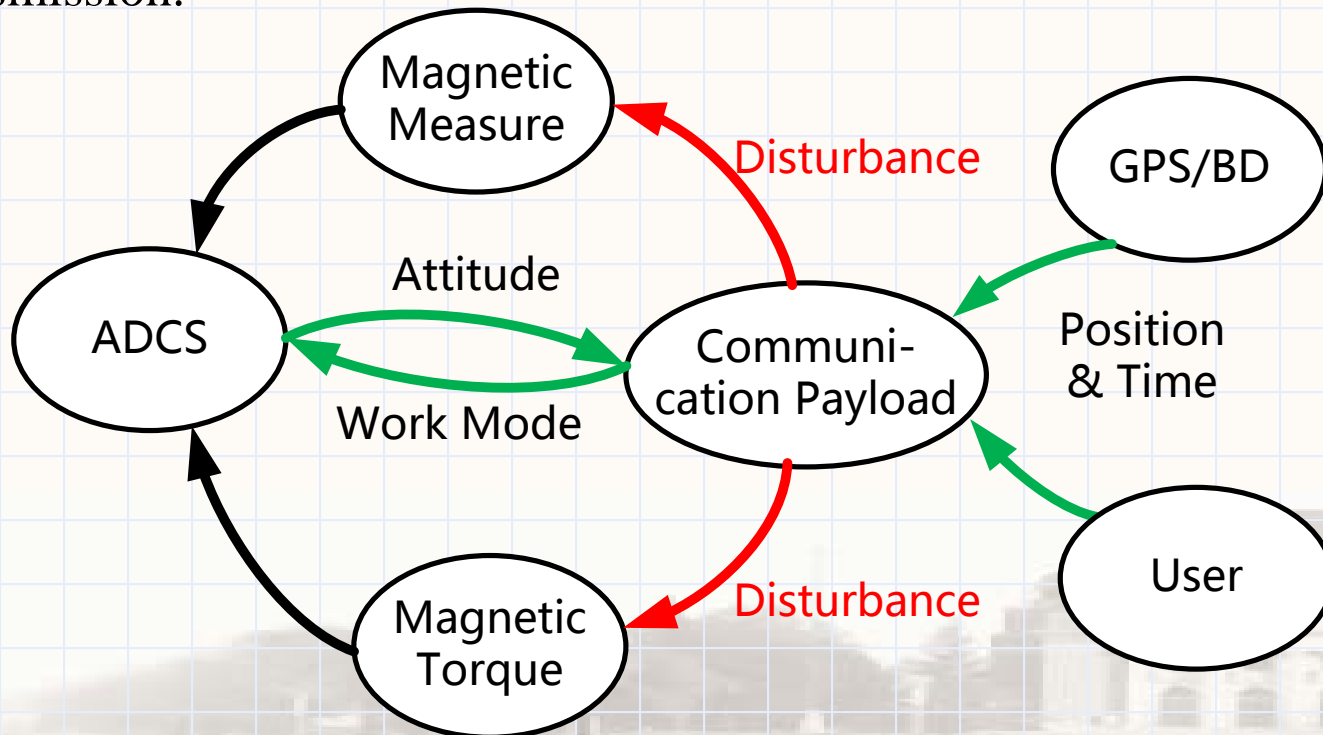 Magnetic
Measure
Disturbance
GPS/BD
Attitude
ADCS
Communi-
cation Payload
Position
& Time
Work Mode
Magnetic
Torque
Disturbance
User